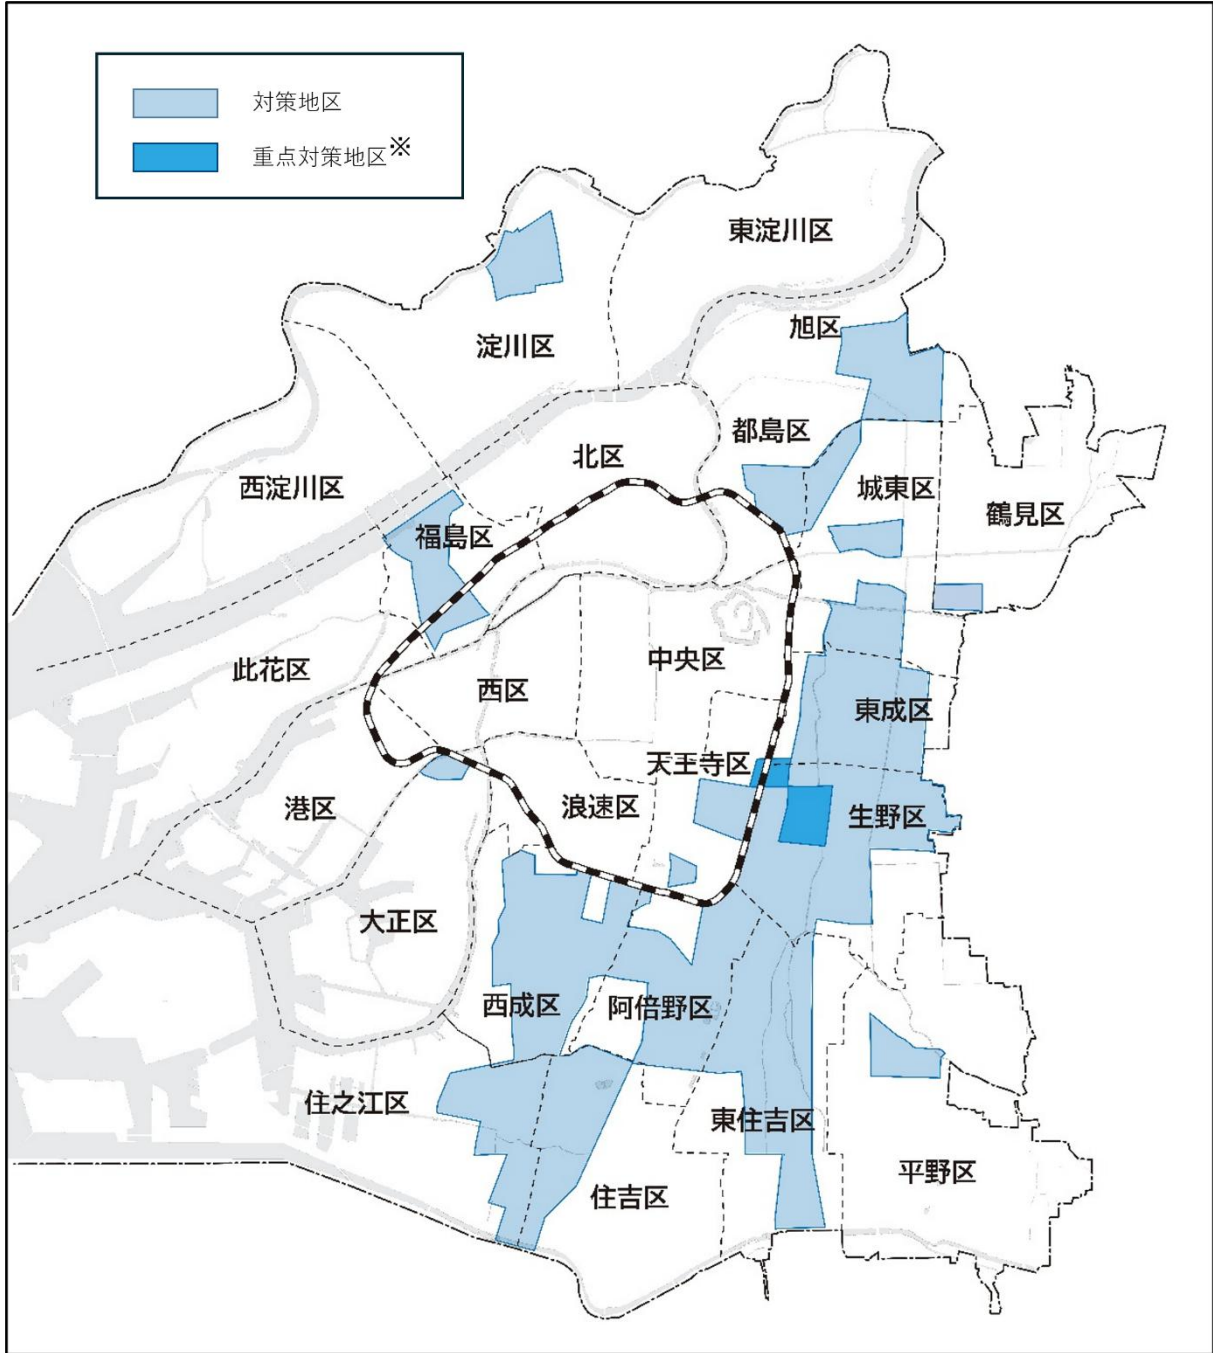 対策地区
重点対策地区※
東淀川区
旭区
淀川区
都島区
北区
城東区
西淀川区
鶴見区
福島区
中央区
此花区
西区
東成区
天王寺区
港区
浪速区
生野区
大正区
西成区
阿倍野区
住之江区
東住吉区
平野区
住吉区